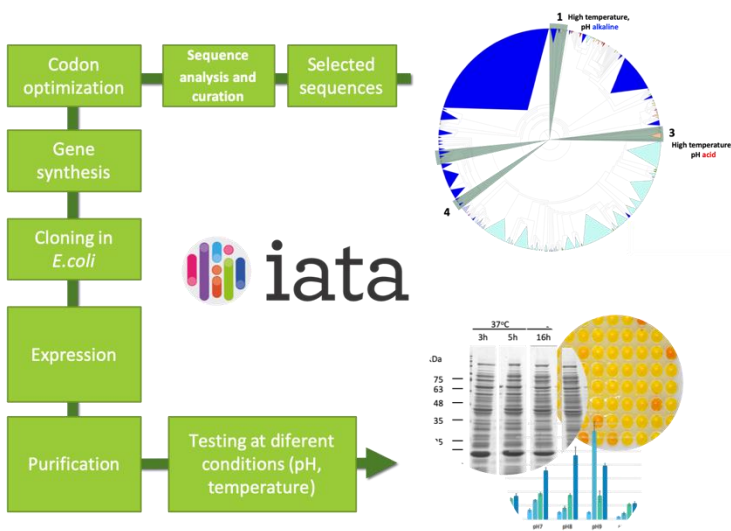 Codon
optimization
Sequence
analysis and
curation
Selected
sequences
Gene
synthesis
Cloning in
E.coli
Expression
Purification
Testing at diferent
conditions (pH,
temperature)
iata
1
High temperature,
pH alkaline
3
High temperature
pH acid
4
37ºC
3h
5h
16h
Da
75
63
48
35
pH7
pH8
pH9